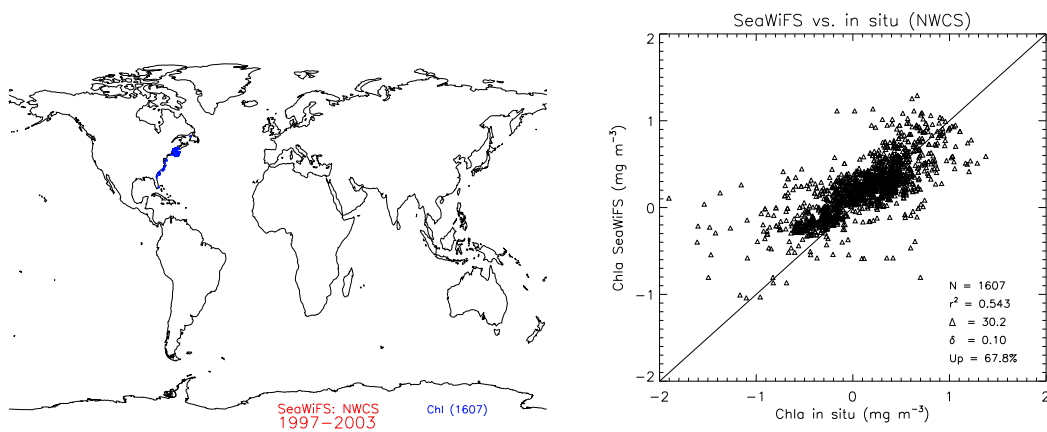 SeaWiFS: NWCS
1997−2003
Chl (1607)
SeaWiFS vs. in situ (NWCS)
Chla SeaWiFS (mg m⁻³)
2
1
0
−1
−2
N = 1607
r² = 0.543
Δ = 30.2
δ = 0.10
Up = 67.8%
−2
−1
0
1
2
Chla in situ (mg m⁻³)